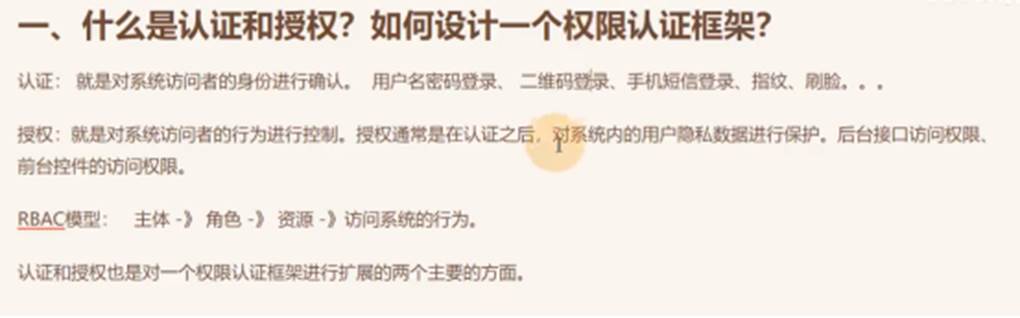 一、什么是认证和授权？如何设计一个权限认证框架？
认证： 就是对系统访问者的身份进行确认。 用户名密码登录、 二维码登录、手机短信登录、指纹、刷脸。。。
授权：就是对系统访问者的行为进行控制。授权通常是在认证之后，对系统内的用户隐私数据进行保护。后台接口访问权限、
前台控件的访问权限。
RBAC模型： 主体 -》 角色 -》 资源 -》访问系统的行为。
认证和授权也是对一个权限认证框架进行扩展的两个主要的方面。